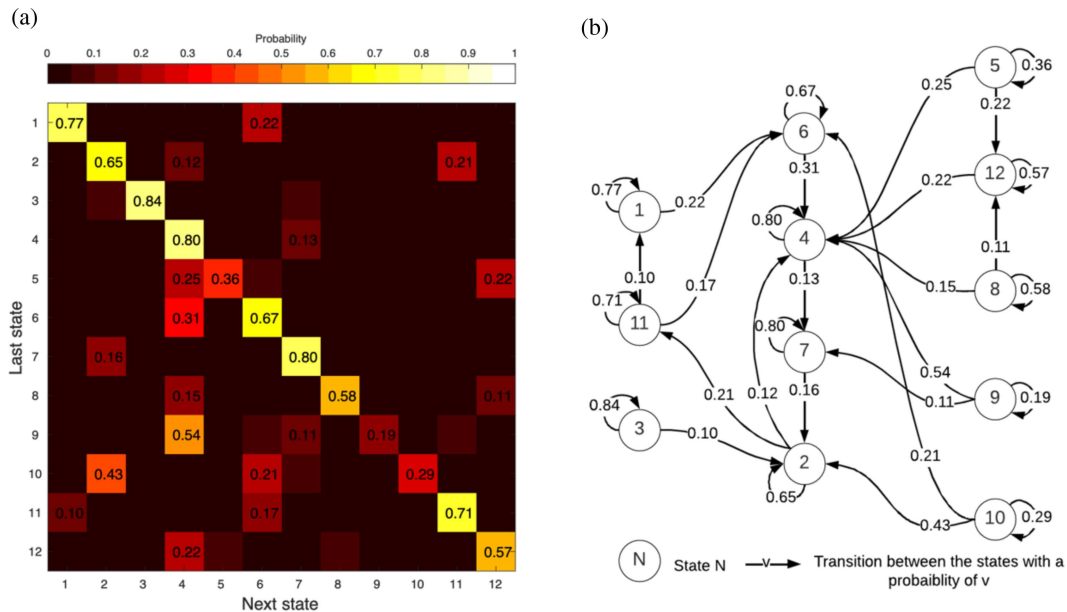 (a)
Probability
0 0.1 0.2 0.3 0.4 0.5 0.6 0.7 0.8 0.9 1
Last state
1 0.77 0.22
2 0.65 0.12 0.21
3 0.84
4 0.80 0.13
5 0.25 0.36 0.22
6 0.31 0.67
7 0.16 0.80
8 0.15 0.58 0.11
9 0.54 0.11 0.19
10 0.43 0.21 0.29
11 0.10 0.17 0.71
12 0.22 0.57
1 2 3 4 5 6 7 8 9 10 11 12
Next state
(b)
5 0.36
0.25 0.22
0.67
6
0.31
12 0.57
0.22
0.77
1
0.22
0.80
4
0.11
0.10 0.17
0.13
8 0.58
0.15
0.71
11
0.80
7
0.54
0.16
0.21 0.12
0.11
9 0.19
0.84
3
0.10
2
0.65
0.21
0.43
10 0.29
N State N v Transition between the states with a
probaiblity of v